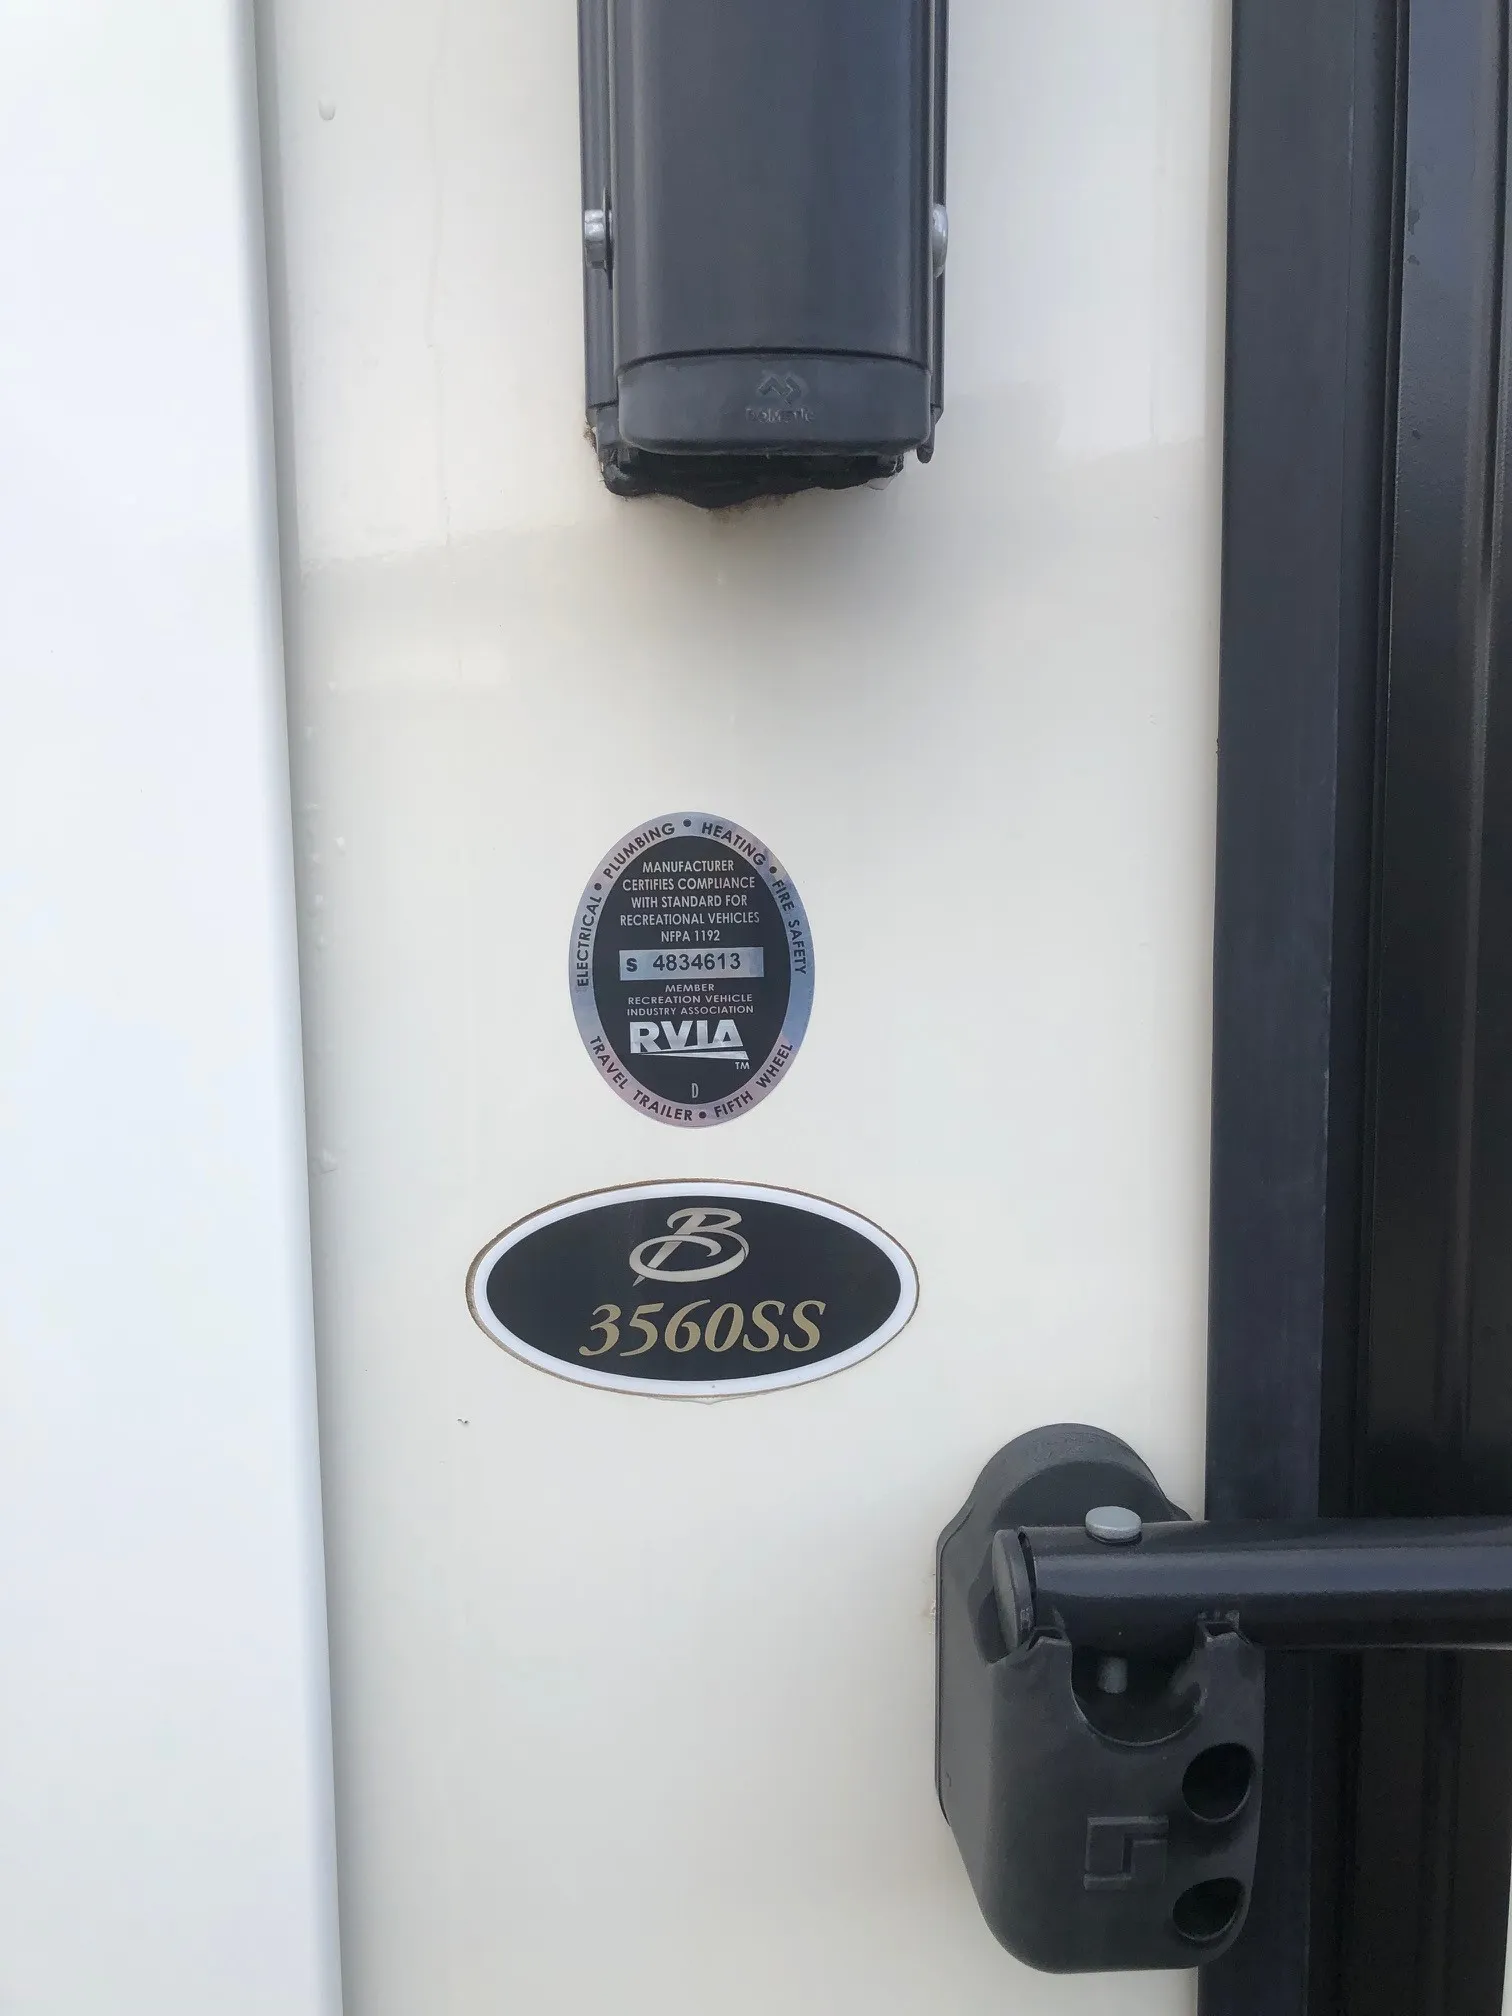 DOMETIC
ELECTRICAL • PLUMBING • HEATING • FIRE SAFETY
MANUFACTURER
CERTIFIES COMPLIANCE
WITH STANDARD FOR
RECREATIONAL VEHICLES
NFPA 1192
S 4834613
MEMBER
RECREATION VEHICLE
INDUSTRY ASSOCIATION
RVIA
TM
D
TRAVEL TRAILER • FIFTH WHEEL
B
3560SS